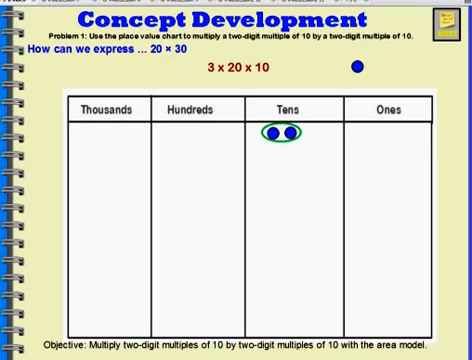 Concept Development
Problem 1: Use the place value chart to multiply a two-digit multiple of 10 by a two-digit multiple of 10.
How can we express ... 20 × 30
3 x 20 x 10
Thousands Hundreds Tens Ones
Objective: Multiply two-digit multiples of 10 by two-digit multiples of 10 with the area model.